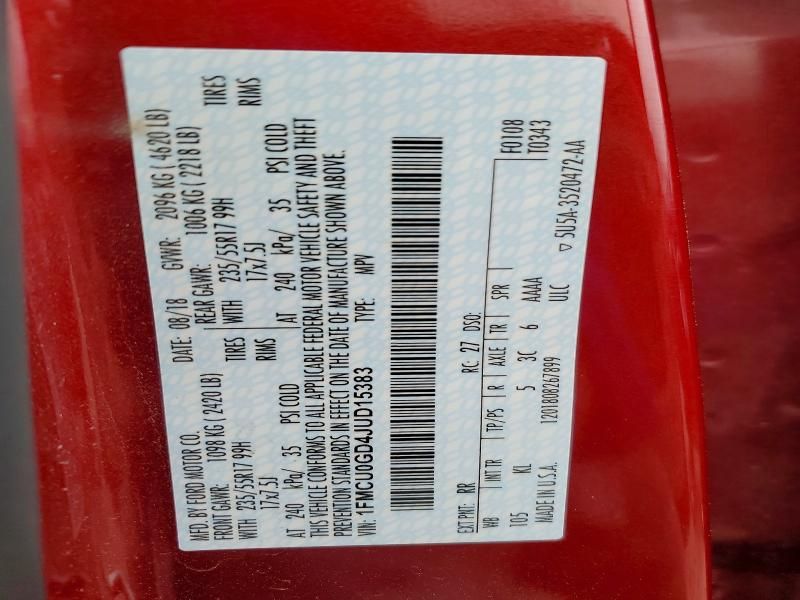 MFD. BY FORD MOTOR CO. DATE: 08/18 GVWR: 2096 KG ( 4620 LB)
FRONT GAWR: 1098 KG ( 2420 LB) REAR GAWR: 1006 KG ( 2218 LB)
WITH 235/55R17 99H TIRES WITH 235/55R17 99H TIRES
17x7.5J RIMS 17x7.5J RIMS
AT 240 kPa/ 35 PSI COLD AT 240 kPa/ 35 PSI COLD
THIS VEHICLE CONFORMS TO ALL APPLICABLE FEDERAL MOTOR VEHICLE SAFETY AND THEFT
PREVENTION STANDARDS IN EFFECT ON THE DATE OF MANUFACTURE SHOWN ABOVE.
VIN: 1FMCU0GD4JUD15383 TYPE: MPV
EXT PNT: RR RC: 27 DSO: F0108
T0343
WB INT TR TP/PS R AXLE TR SPR
105 KL 5 3C 6 AAAA
MADE IN U.S.A. 1201808267899 ULC ▽ 5U5A-3520472-AA